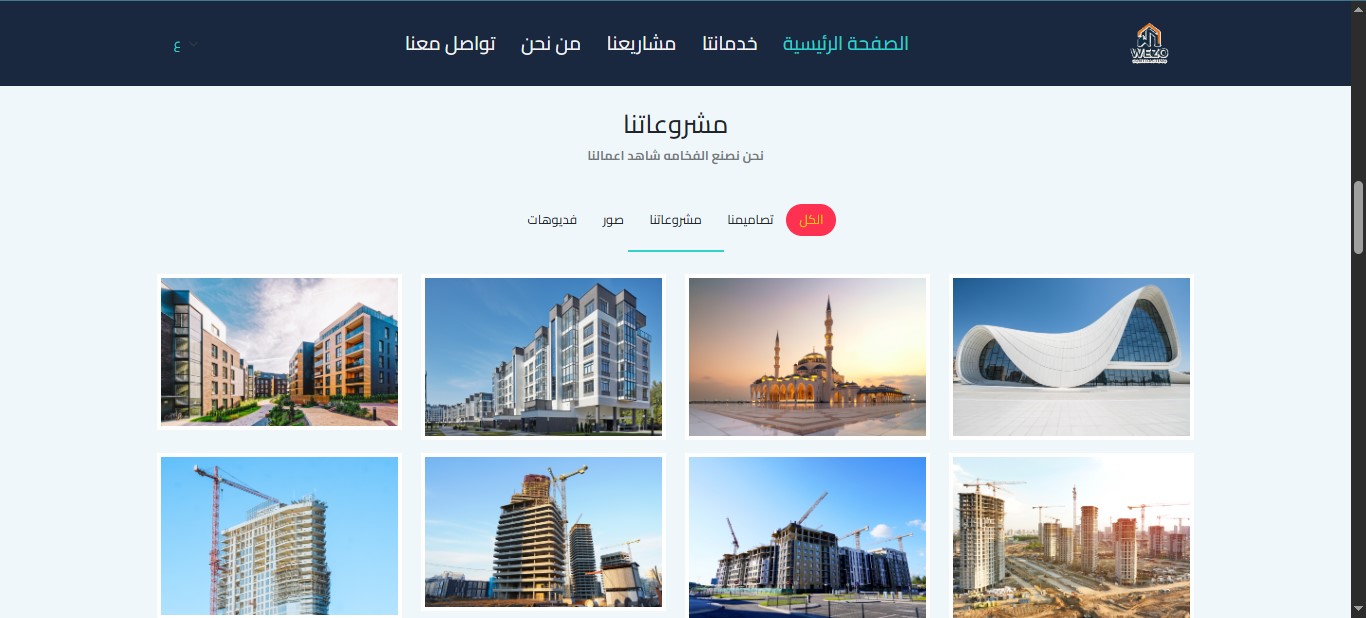 WEZO
الصفحة الرئيسية خدماتنا مشاريعنا من نحن تواصل معنا ع
مشروعاتنا
نحن نصنع الفخامه شاهد اعمالنا
الكل تصاميمنا مشروعاتنا صور فديوهات